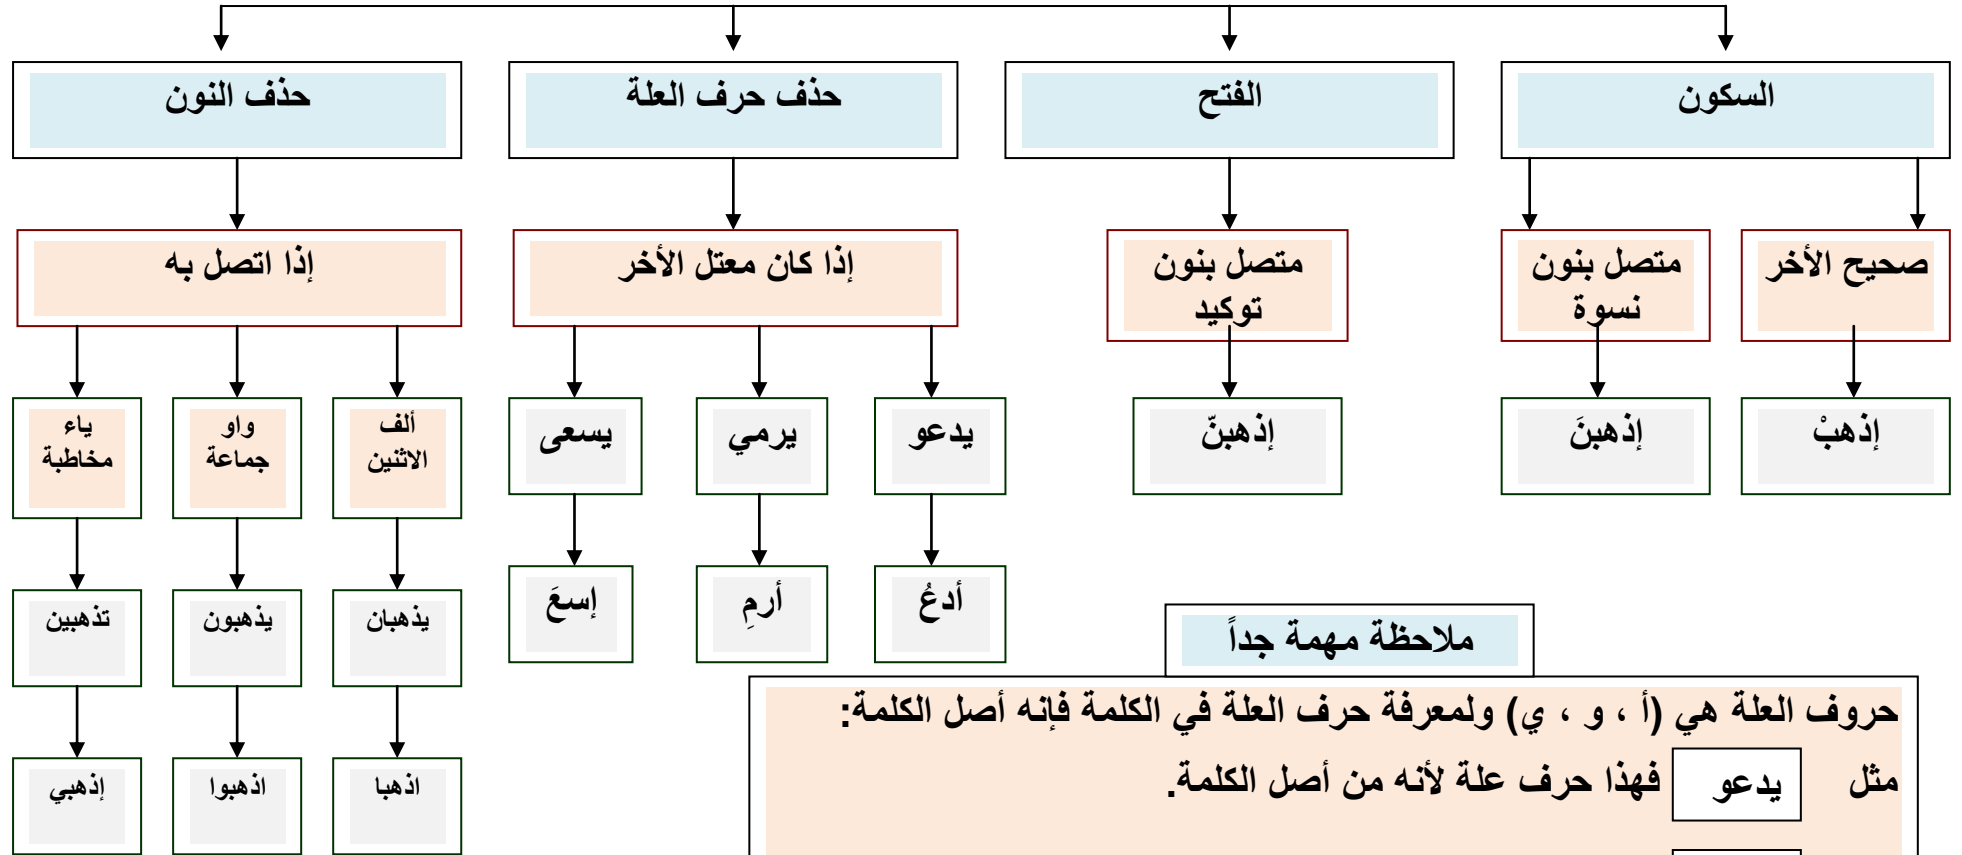 السكون
الفتح
حذف حرف العلة
حذف النون
صحيح الأخر
متصل بنون
نسوة
متصل بنون
توكيد
إذا كان معتل الأخر
إذا اتصل به
إذهبْ
إذهبنَ
إذهبنّ
يدعو
يرمي
يسعى
ألف
الاثنين
واو
جماعة
ياء
مخاطبة
أدعُ
أرمِ
إسعَ
يذهبان
يذهبون
تذهبين
اذهبا
اذهبوا
إذهبي
ملاحظة مهمة جداً
حروف العلة هي (أ ، و ، ي) ولمعرفة حرف العلة في الكلمة فإنه أصل الكلمة:
مثل يدعو فهذا حرف علة لأنه من أصل الكلمة.